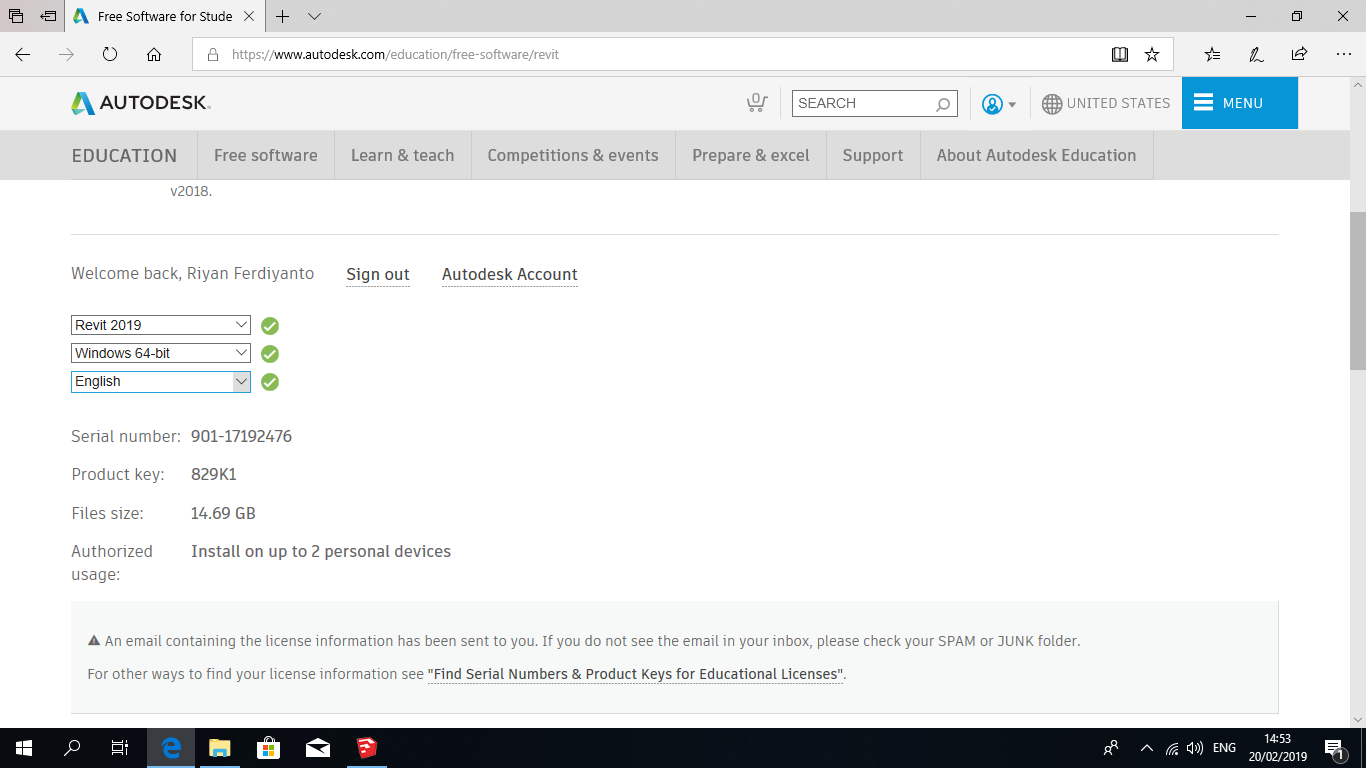 Free Software for Stude
https://www.autodesk.com/education/free-software/revit
AUTODESK.
0
SEARCH
UNITED STATES
MENU
EDUCATION
Free software
Learn & teach
Competitions & events
Prepare & excel
Support
About Autodesk Education
v2018.
Welcome back, Riyan Ferdiyanto
Sign out
Autodesk Account
Revit 2019
Windows 64-bit
English
Serial number: 901-17192476
Product key: 829K1
Files size: 14.69 GB
Authorized Install on up to 2 personal devices
usage:
An email containing the license information has been sent to you. If you do not see the email in your inbox, please check your SPAM or JUNK folder.
For other ways to find your license information see "Find Serial Numbers & Product Keys for Educational Licenses".
ENG
14:53
20/02/2019
1